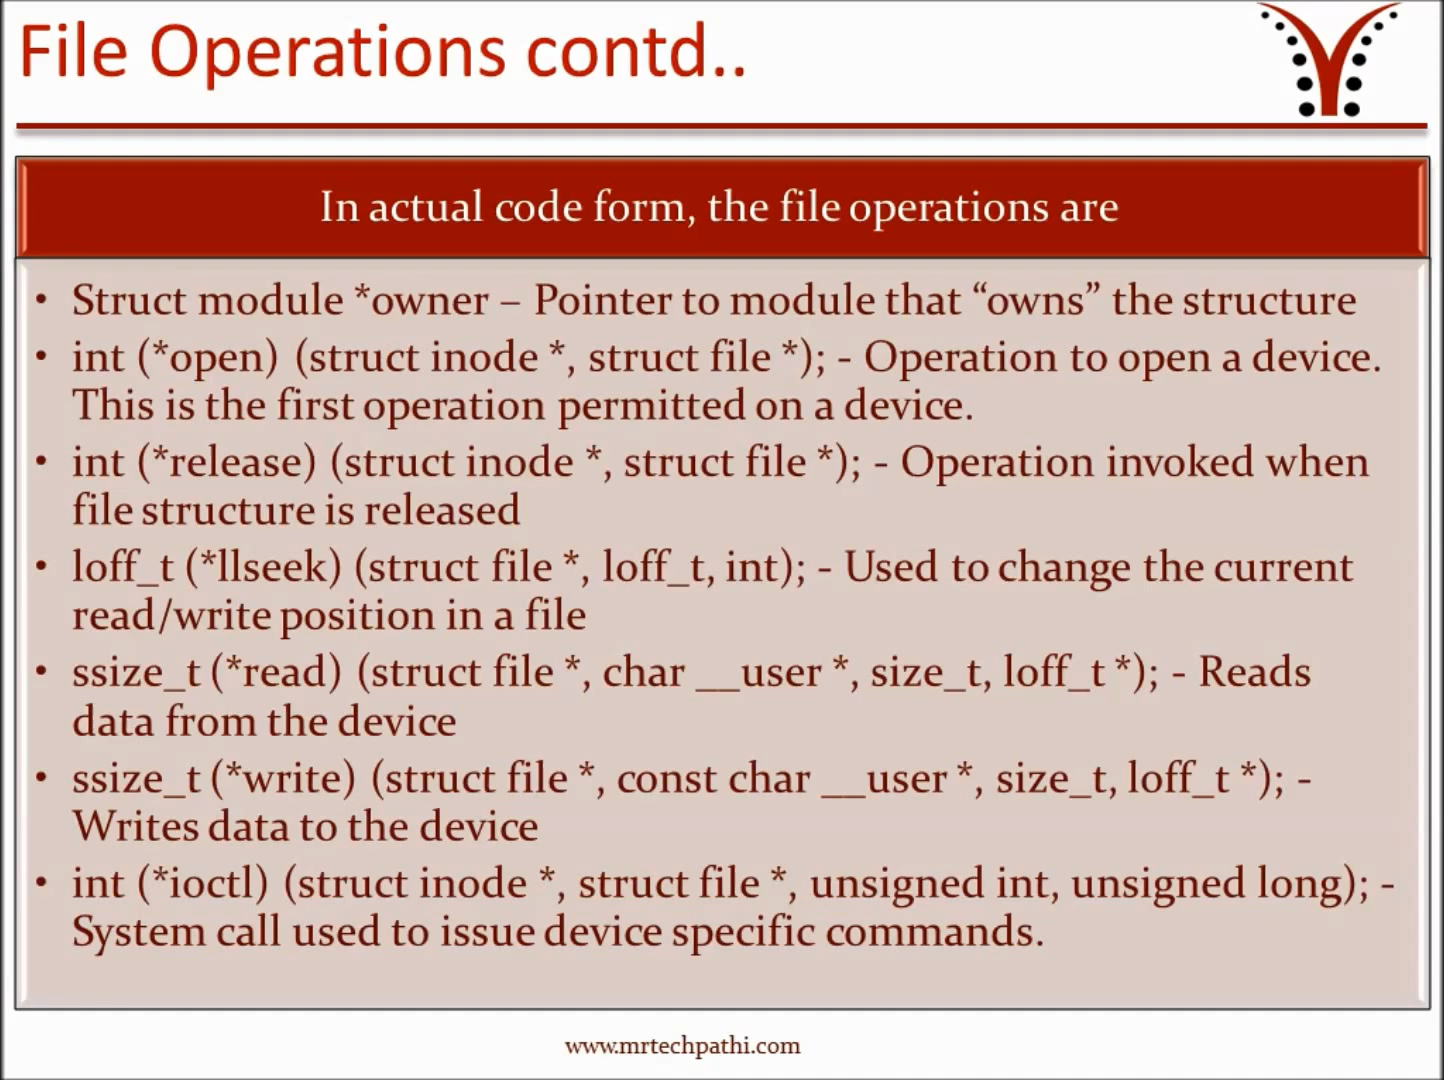 File Operations contd..
In actual code form, the file operations are
• Struct module *owner – Pointer to module that “owns” the structure
• int (*open) (struct inode *, struct file *); - Operation to open a device.
This is the first operation permitted on a device.
• int (*release) (struct inode *, struct file *); - Operation invoked when
file structure is released
• loff_t (*llseek) (struct file *, loff_t, int); - Used to change the current
read/write position in a file
• ssize_t (*read) (struct file *, char __user *, size_t, loff_t *); - Reads
data from the device
• ssize_t (*write) (struct file *, const char __user *, size_t, loff_t *); -
Writes data to the device
• int (*ioctl) (struct inode *, struct file *, unsigned int, unsigned long); -
System call used to issue device specific commands.
www.mrtechpathi.com